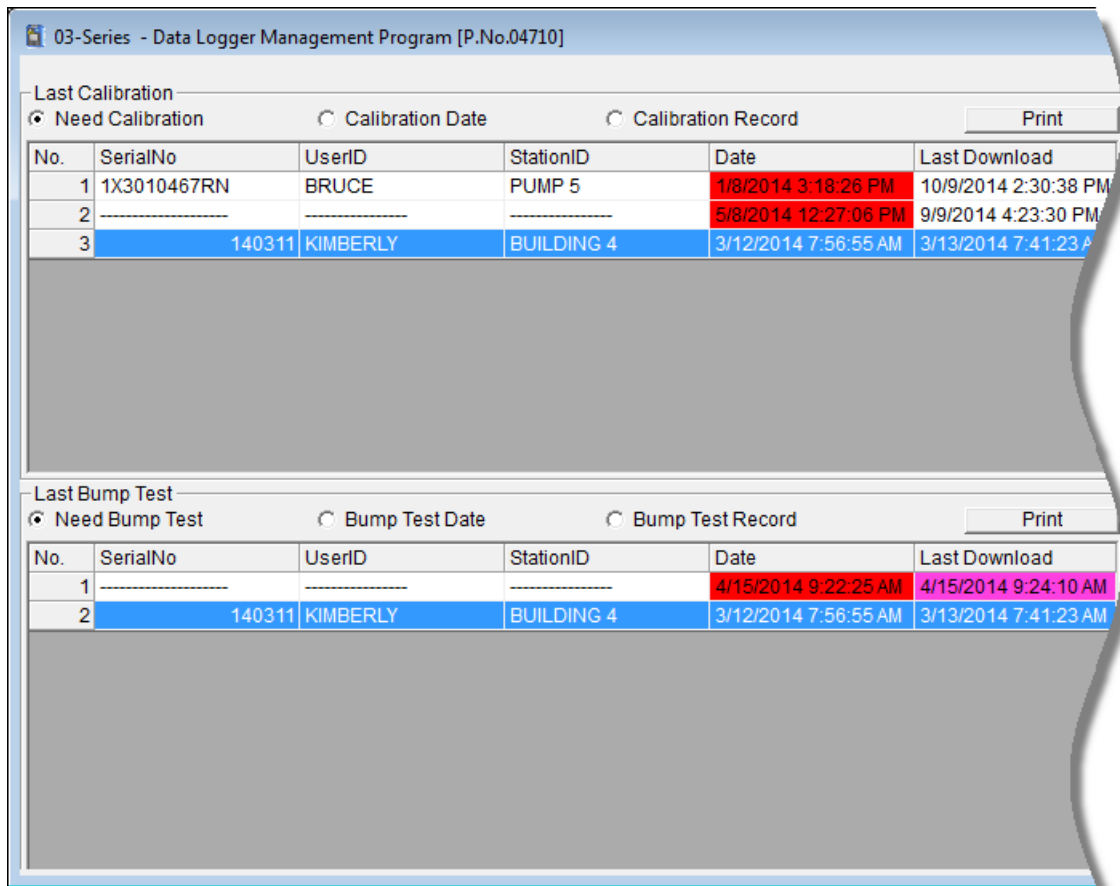 03-Series - Data Logger Management Program [P.No.04710]
Last Calibration
Need Calibration Calibration Date Calibration Record Print
No. SerialNo UserID StationID Date Last Download
1 1X3010467RN BRUCE PUMP 5 1/8/2014 3:18:26 PM 10/9/2014 2:30:38 PM
2 -------------------- ---------------- ---------------- 5/8/2014 12:27:06 PM 9/9/2014 4:23:30 PM
3 140311 KIMBERLY BUILDING 4 3/12/2014 7:56:55 AM 3/13/2014 7:41:23 A
Last Bump Test
Need Bump Test Bump Test Date Bump Test Record Print
No. SerialNo UserID StationID Date Last Download
1 -------------------- ---------------- ---------------- 4/15/2014 9:22:25 AM 4/15/2014 9:24:10 AM
2 140311 KIMBERLY BUILDING 4 3/12/2014 7:56:55 AM 3/13/2014 7:41:23 AM